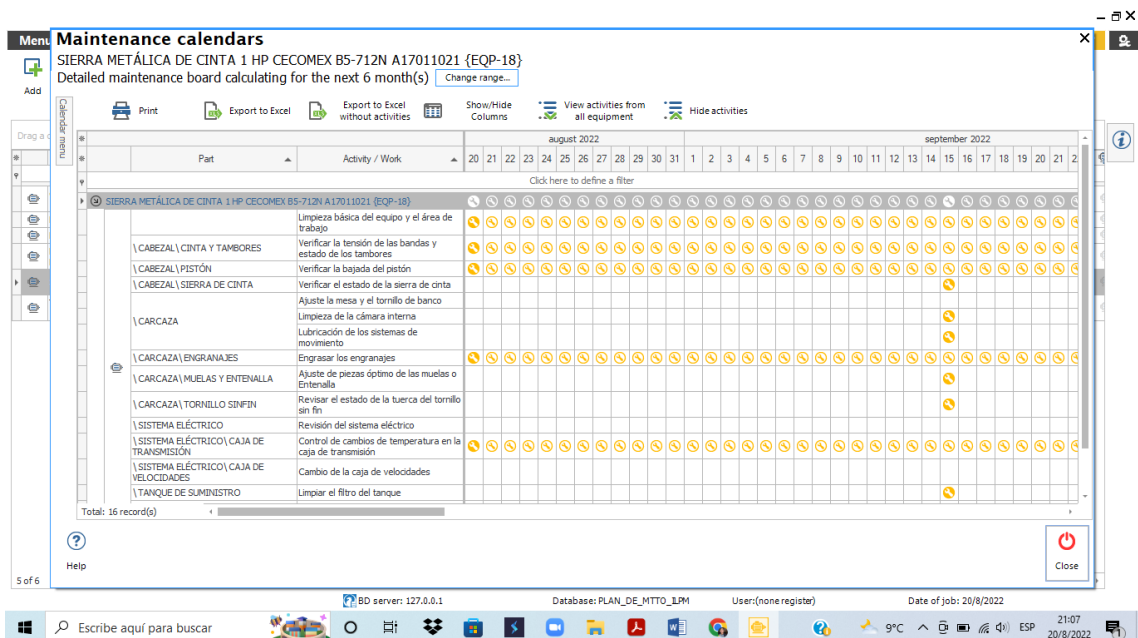 Menu
Maintenance calendars
SIERRA METÁLICA DE CINTA 1 HP CECOMEX B5-712N A17011021 {EQP-18}
Detailed maintenance board calculating for the next 6 month(s)
Change range...
Add
Calendar menu
Print
Export to Excel
Export to Excel
without activities
Show/Hide
Columns
View activities from
all equipment
Hide activities
Drag a c
august 2022
september 2022
Part
Activity / Work
20 21 22 23 24 25 26 27 28 29 30 31 1 2 3 4 5 6 7 8 9 10 11 12 13 14 15 16 17 18 19 20 21 2
Click here to define a filter
SIERRA METÁLICA DE CINTA 1 HP CECOMEX B5-712N A17011021 {EQP-18}
Limpieza básica del equipo y el área de
trabajo
\CABEZAL\CINTA Y TAMBORES
Verificar la tensión de las bandas y
estado de los tambores
\CABEZAL\PISTÓN
Verificar la bajada del pistón
\CABEZAL\SIERRA DE CINTA
Verificar el estado de la sierra de cinta
\CARCAZA
Ajuste la mesa y el tornillo de banco
Limpieza de la cámara interna
Lubricación de los sistemas de
movimiento
\CARCAZA\ENGRANAJES
Engrasar los engranajes
\CARCAZA\MUELAS Y ENTENALLA
Ajuste de piezas óptimo de las muelas o
Entenalla
\CARCAZA\TORNILLO SINFIN
Revisar el estado de la tuerca del tornillo
sin fin
\SISTEMA ELÉCTRICO
Revisión del sistema eléctrico
\SISTEMA ELÉCTRICO\CAJA DE
TRANSMISIÓN
Control de cambios de temperatura en la
caja de transmisión
\SISTEMA ELÉCTRICO\CAJA DE
VELOCIDADES
Cambio de la caja de velocidades
\TANQUE DE SUMINISTRO
Limpiar el filtro del tanque
Total: 16 record(s)
Help
Close
5 of 6
BD server: 127.0.0.1
Database: PLAN_DE_MTTO_ILPM
User:(none register)
Date of job: 20/8/2022
Escribe aquí para buscar
9°C
ESP
21:07
20/8/2022